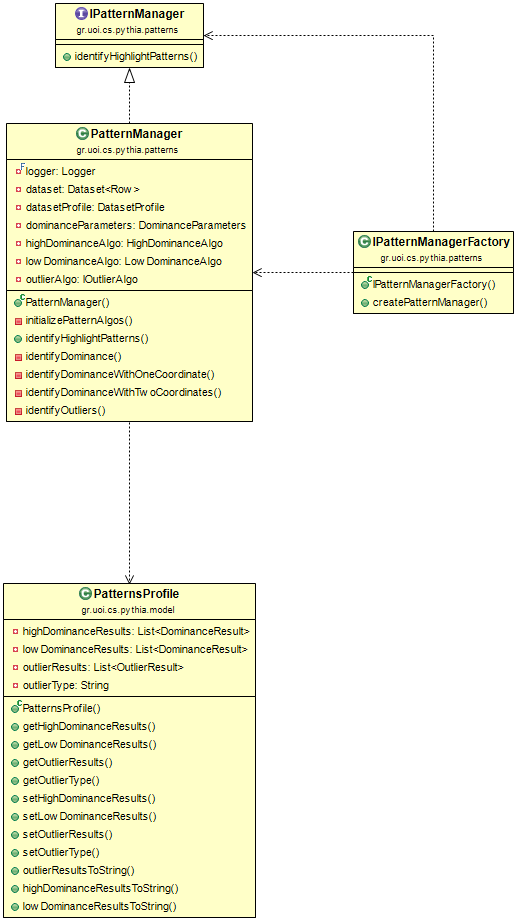 IPatternManager
gr.uoi.cs.pythia.patterns
identifyHighlightPatterns()
PatternManager
gr.uoi.cs.pythia.patterns
logger: Logger
dataset: Dataset<Row>
datasetProfile: DatasetProfile
dominanceParameters: DominanceParameters
highDominanceAlgo: HighDominanceAlgo
lowDominanceAlgo: LowDominanceAlgo
outlierAlgo: IOutlierAlgo
PatternManager()
initializePatternAlgos()
identifyHighlightPatterns()
identifyDominance()
identifyDominanceWithOneCoordinate()
identifyDominanceWithTwoCoordinates()
identifyOutliers()
IPatternManagerFactory
gr.uoi.cs.pythia.patterns
IPatternManagerFactory()
createPatternManager()
PatternsProfile
gr.uoi.cs.pythia.model
highDominanceResults: List<DominanceResult>
lowDominanceResults: List<DominanceResult>
outlierResults: List<OutlierResult>
outlierType: String
PatternsProfile()
getHighDominanceResults()
getLowDominanceResults()
getOutlierResults()
getOutlierType()
setHighDominanceResults()
setLowDominanceResults()
setOutlierResults()
setOutlierType()
outlierResultsToString()
highDominanceResultsToString()
lowDominanceResultsToString()